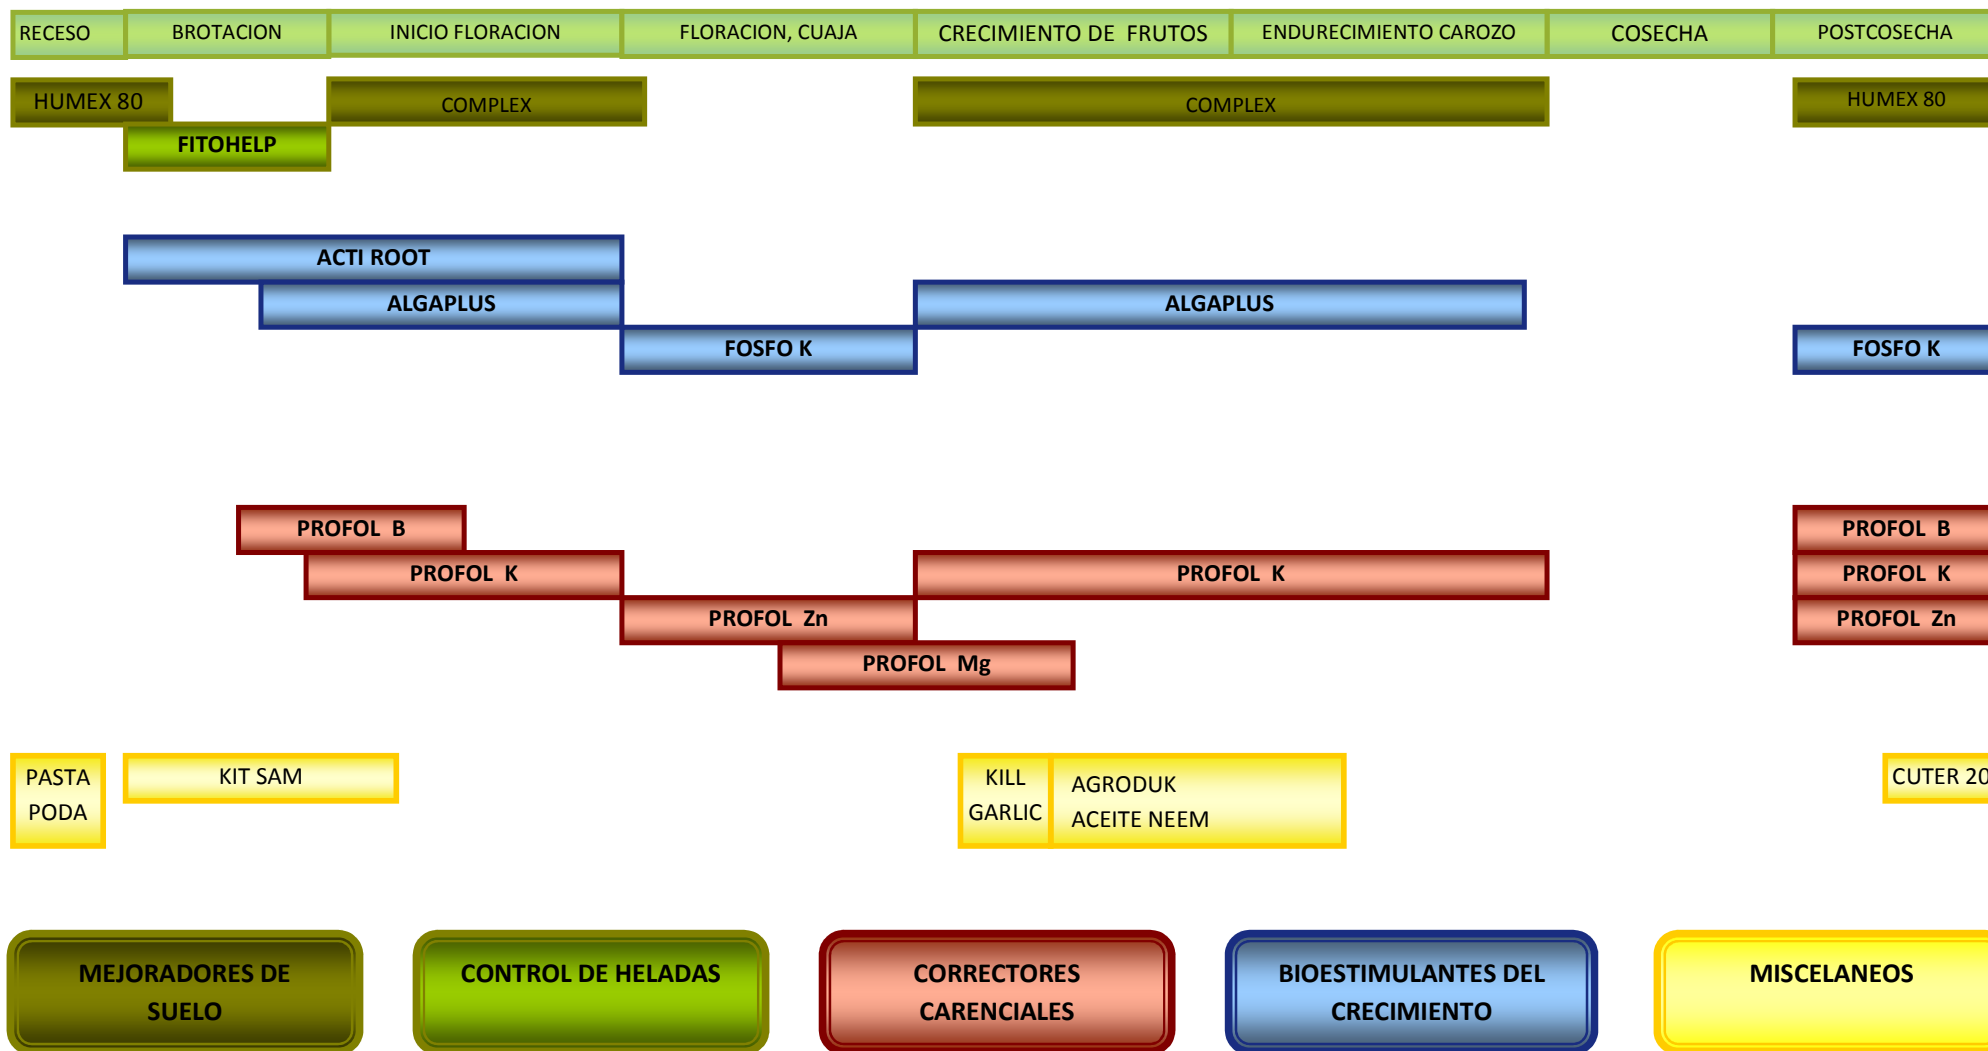 RECESO BROTACION INICIO FLORACION FLORACION, CUAJA CRECIMIENTO DE FRUTOS ENDURECIMIENTO CAROZO COSECHA POSTCOSECHA
HUMEX 80 COMPLEX COMPLEX HUMEX 80
FITOHELP
ACTI ROOT
ALGAPLUS ALGAPLUS
FOSFO K FOSFO K
PROFOL B PROFOL B
PROFOL K PROFOL K PROFOL K
PROFOL Zn PROFOL Zn
PROFOL Mg
PASTA
PODA
KIT SAM
KILL
GARLIC
AGRODUK
ACEITE NEEM
CUTER 20
MEJORADORES DE
SUELO
CONTROL DE HELADAS
CORRECTORES
CARENCIALES
BIOESTIMULANTES DEL
CRECIMIENTO
MISCELANEOS